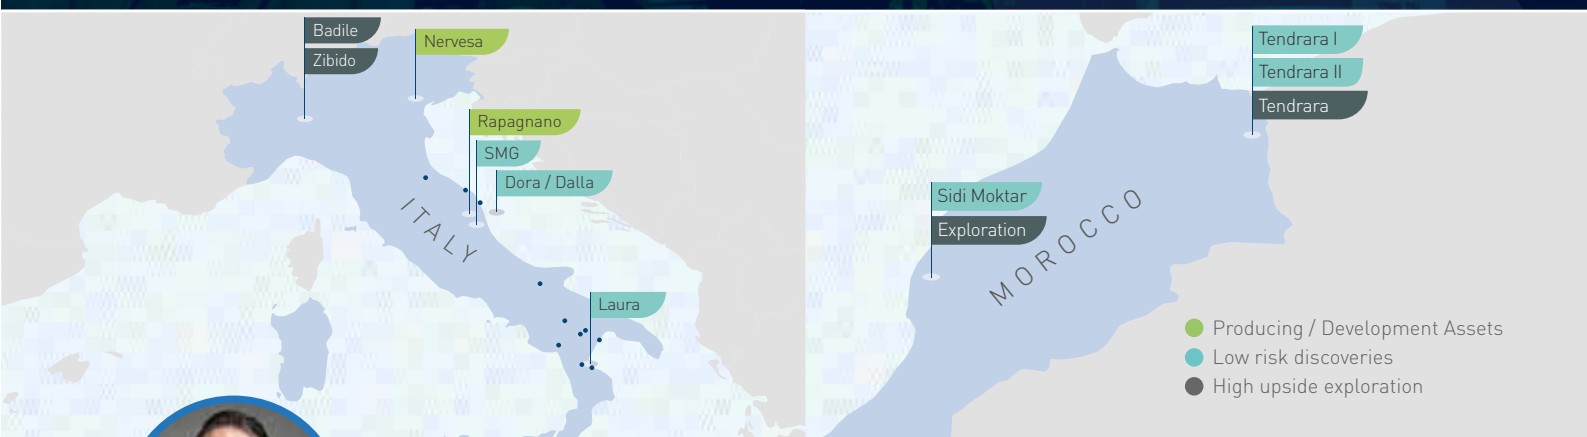 Badile
Zibido
Nervesa
Rapagnano
SMG
Dora / Dalla
ITALY
Laura
Tendrara I
Tendrara II
Tendrara
Sidi Moktar
Exploration
MOROCCO
Producing / Development Assets
Low risk discoveries
High upside exploration